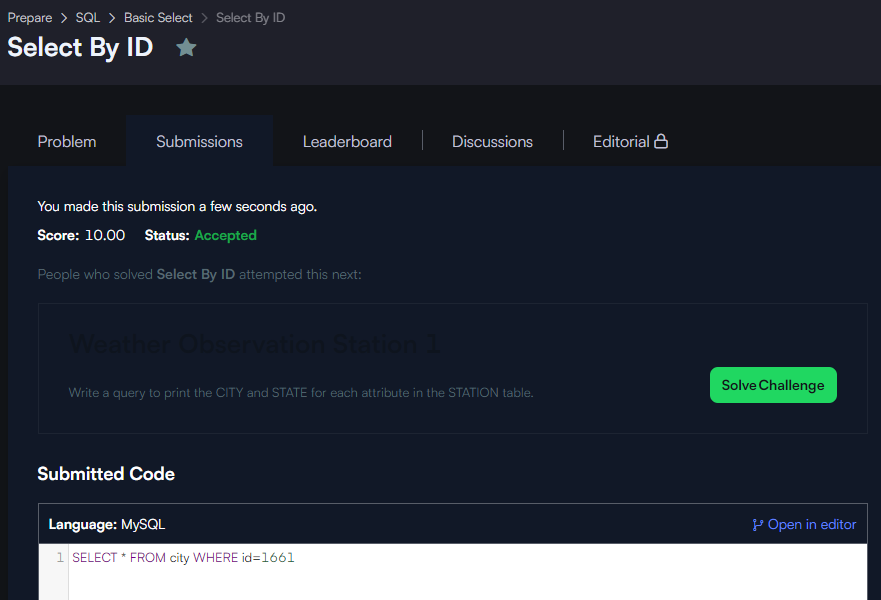 Prepare > SQL > Basic Select > Select By ID
Select By ID
Problem Submissions Leaderboard Discussions Editorial
You made this submission a few seconds ago.
Score: 10.00 Status: Accepted
People who solved Select By ID attempted this next:
Weather Observation Station 1
Write a query to print the CITY and STATE for each attribute in the STATION table.
Solve Challenge
Submitted Code
Language: MySQL Open in editor
1 SELECT * FROM city WHERE id=1661